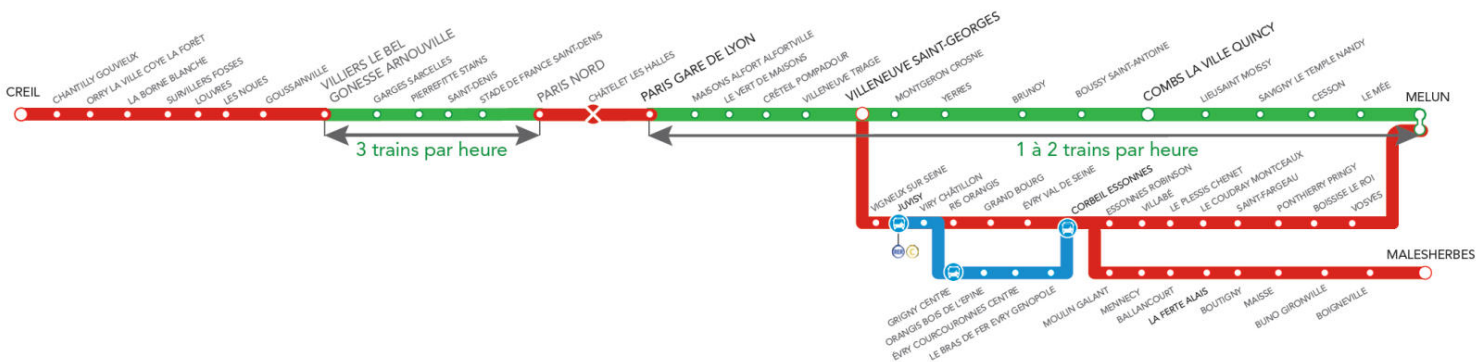 CREIL
CHANTILLY GOUVIEUX
ORRY LA VILLE COYE LA FORÊT
LA BORNE BLANCHE
SURVILLIERS FOSSES
LOUVRES
LES NOUES
GOUSSAINVILLE
VILLIERS LE BEL
GONESSE ARNOUVILLE
GARGES SARCELLES
PIERREFITTE STAINS
SAINT-DENIS
STADE DE FRANCE SAINT-DENIS
PARIS NORD
CHÂTELET LES HALLES
PARIS GARE DE LYON
MAISONS ALFORT ALFORTVILLE
LE VERT DE MAISONS
CRÉTEIL POMPADOUR
VILLENEUVE TRIAGE
VILLENEUVE SAINT-GEORGES
MONTGERON CROSNE
YERRES
BRUNOY
BOUSSY SAINT-ANTOINE
COMBS LA VILLE QUINCY
LIEUSAINT MOISSY
SAVIGNY LE TEMPLE NANDY
CESSON
LE MÉE
MELUN
3 trains par heure
1 à 2 trains par heure
VIGNEUX SUR SEINE
JUVISY
VIRY CHÂTILLON
RIS ORANGIS
GRAND BOURG
ÉVRY VAL DE SEINE
CORBEIL ESSONNES
ESSONNES ROBINSON
VILLABÉ
LE PLESSIS CHENET
LE COUDRAY MONTCEAUX
SAINT-FARGEAU
PONTHIERRY PRINGY
BOISSISE LE ROI
VOSVES
RER C
MALESHERBES
GRIGNY CENTRE
ORANGIS BOIS DE L'EPINE
ÉVRY COURCOURONNES CENTRE
LE BRAS DE FER EVRY GENOPOLE
MOULIN GALANT
MENNECY
BALLANCOURT
LA FERTE ALAIS
BOUTIGNY
MAISSE
BUNO GIRONVILLE
BOIGNEVILLE